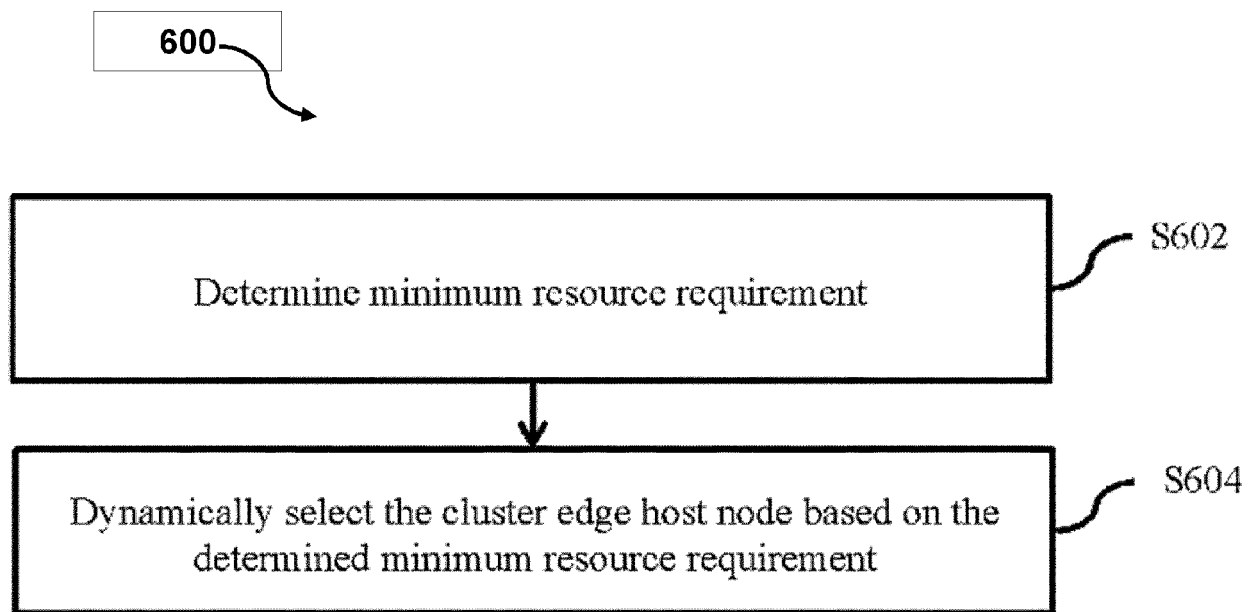 600
Determine minimum resource requirement
S602
Dynamically select the cluster edge host node based on the
determined minimum resource requirement
S604